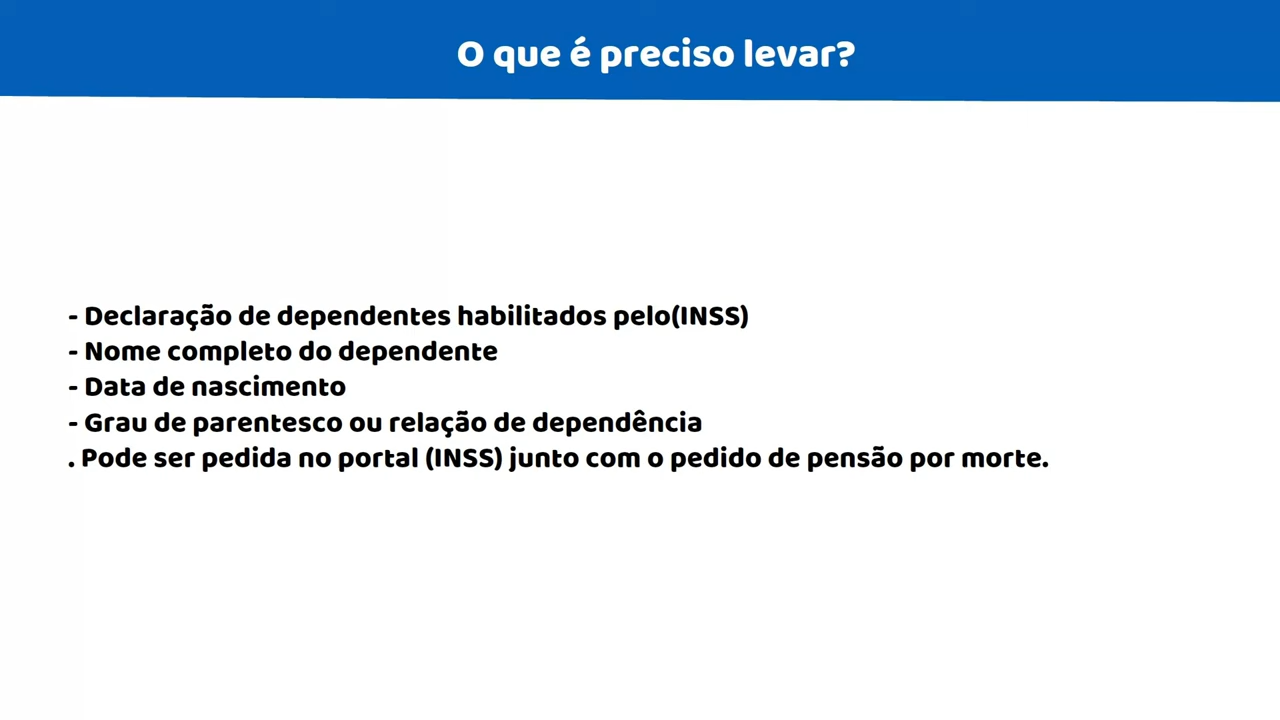 O que é preciso levar?
- Declaração de dependentes habilitados pelo(INSS)
- Nome completo do dependente
- Data de nascimento
- Grau de parentesco ou relação de dependência
. Pode ser pedida no portal (INSS) junto com o pedido de pensão por morte.